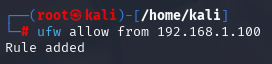 ┌──(root㉿kali)-[/home/kali]
└─# ufw allow from 192.168.1.100
Rule added